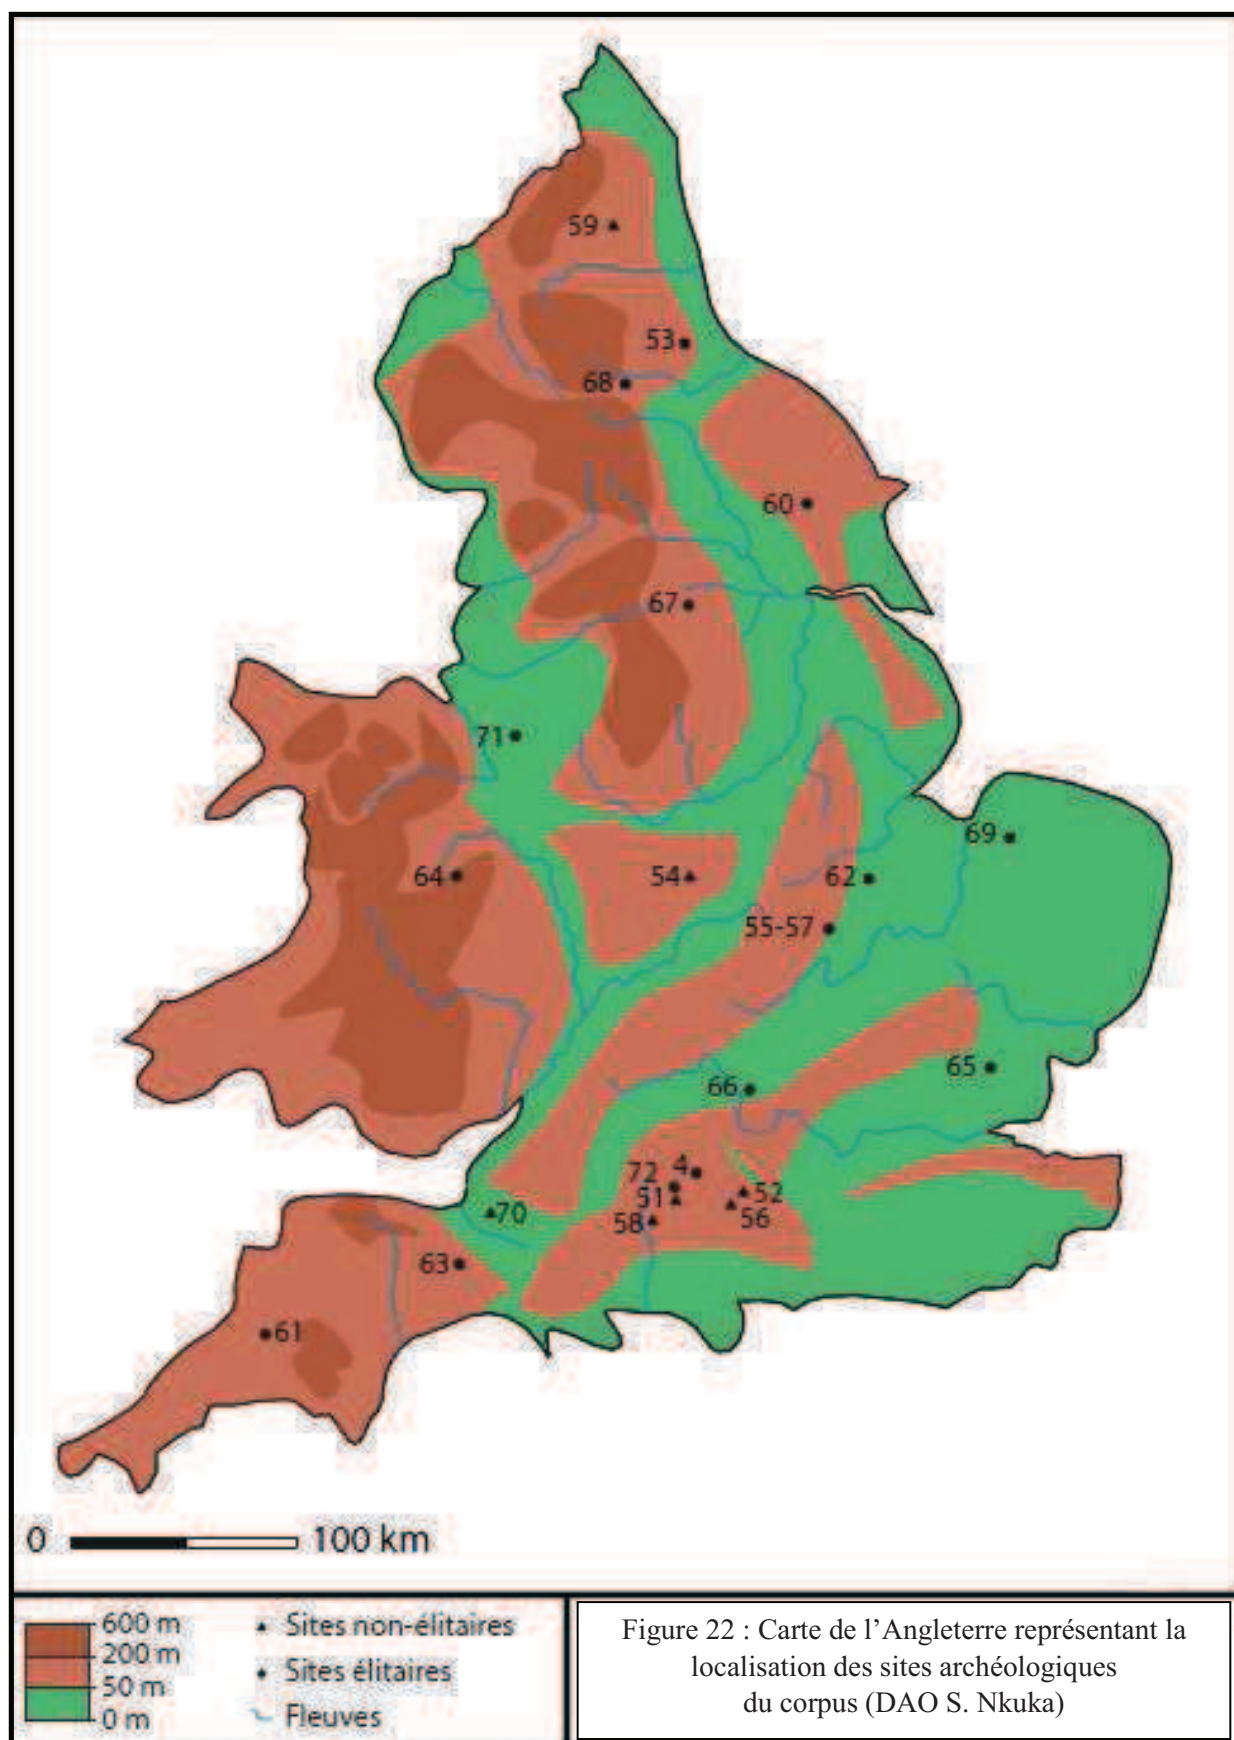 59
53
68
60
67
71
69
64
54
62
55-57
65
66
4
72
51
52
56
58
70
63
61
0
100 km
600 m
200 m
50 m
0 m
Sites non-élitaires
Sites élitaires
Fleuves
Figure 22 : Carte de l’Angleterre représentant la
localisation des sites archéologiques
du corpus (DAO S. Nkuka)